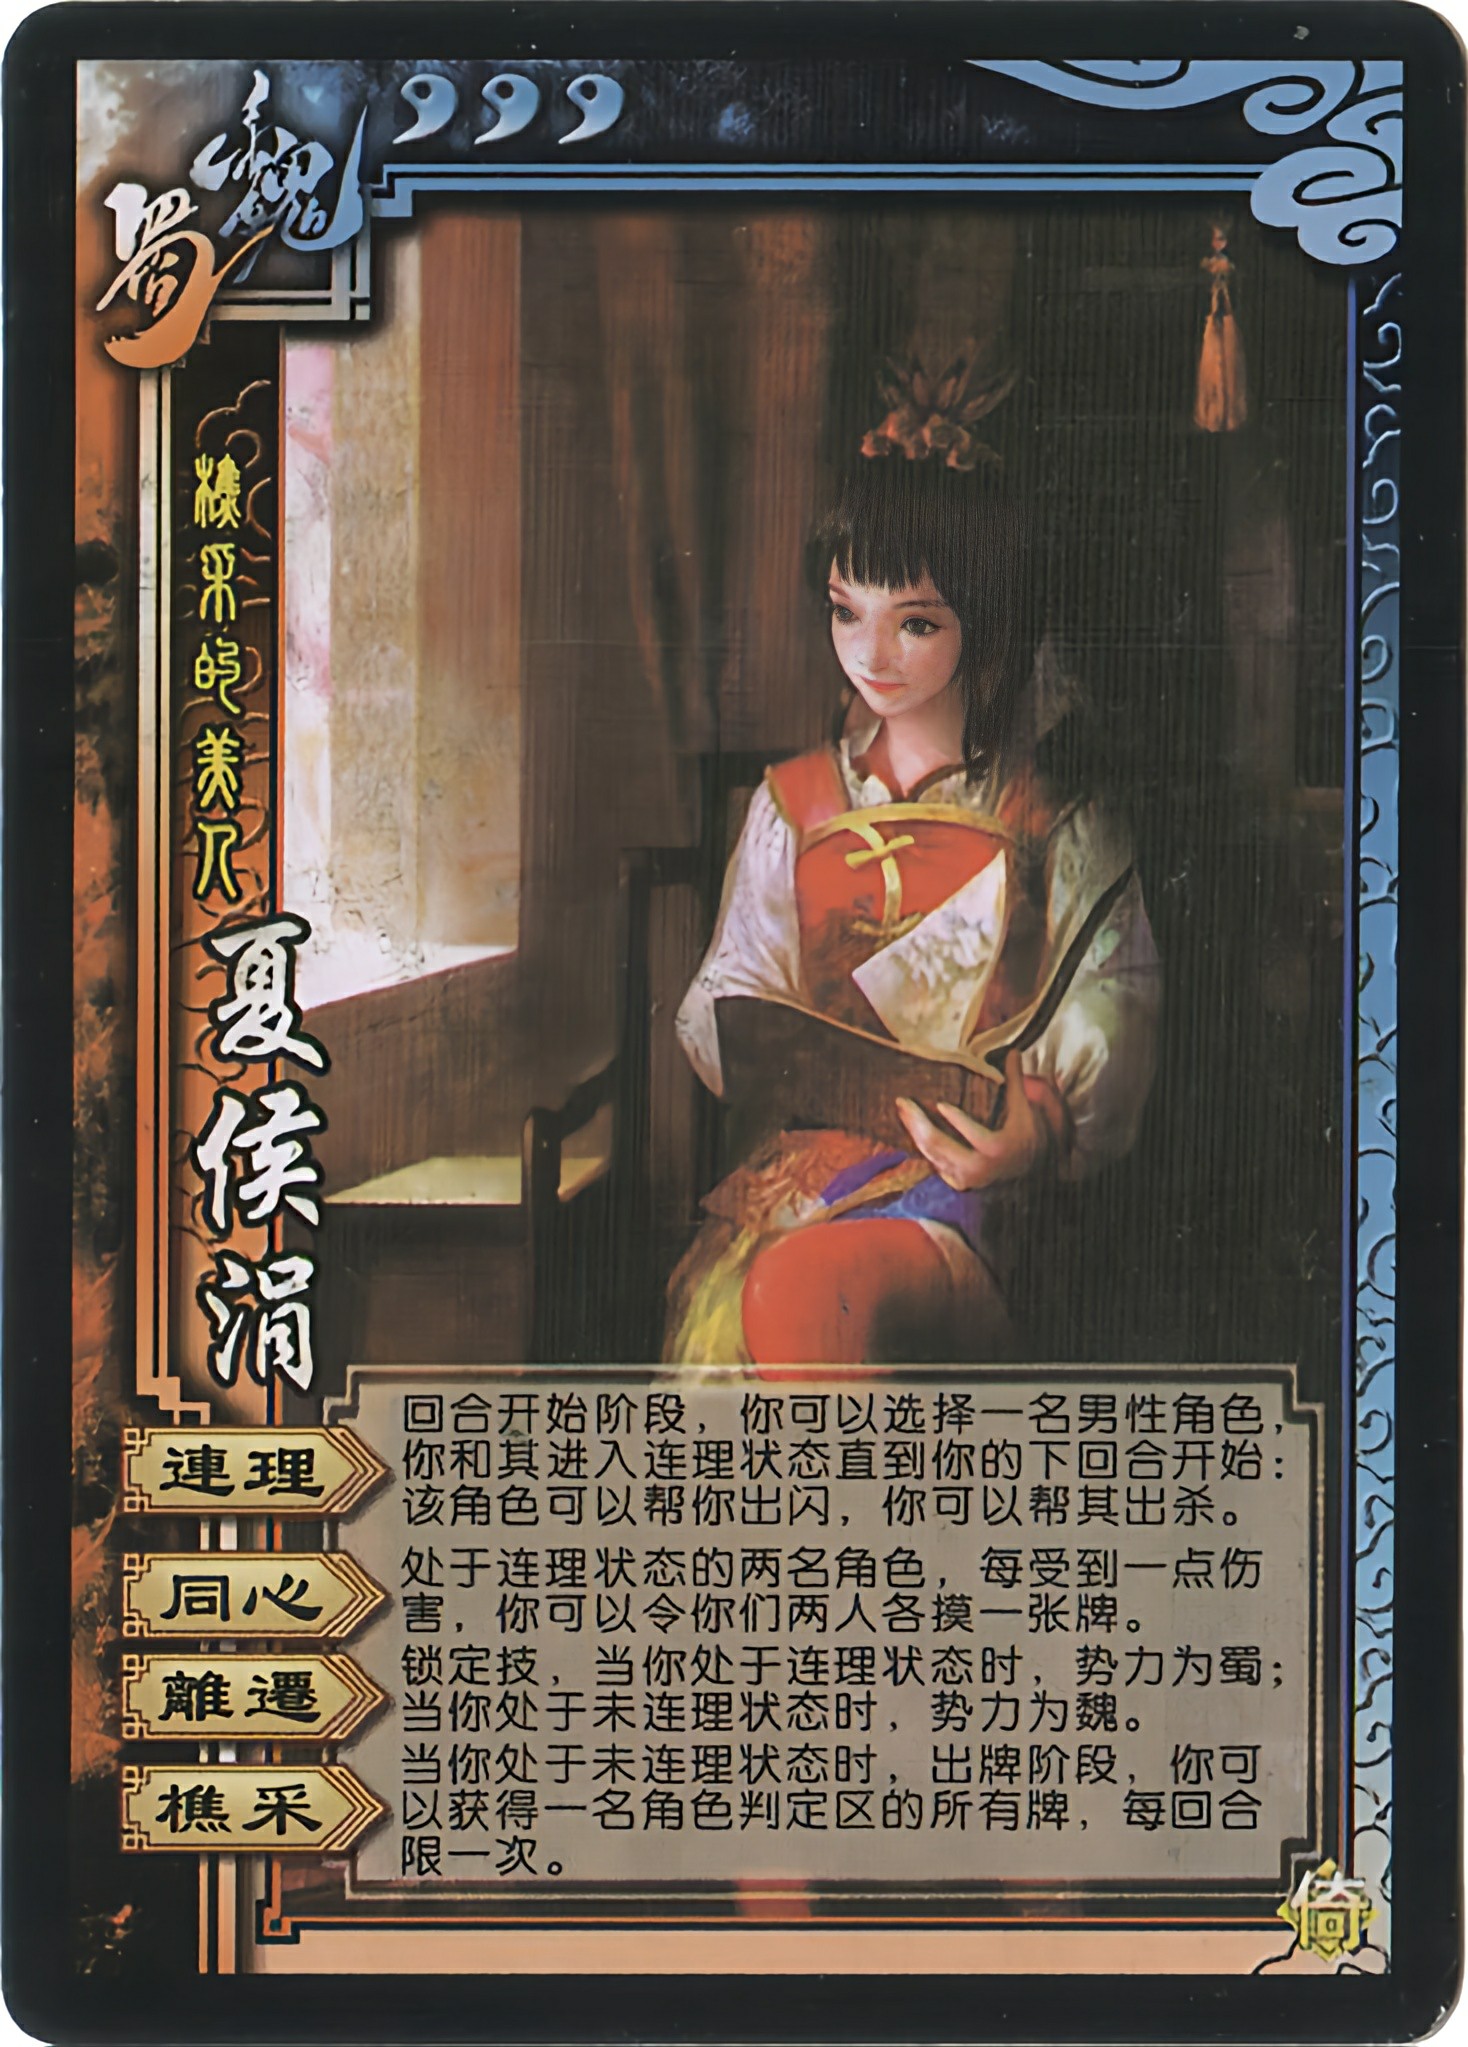 魏
蜀
樵采的美人
夏侯涓
連理
回合开始阶段，你可以选择一名男性角色，
你和其进入连理状态直到你的下回合开始：
该角色可以帮你出闪，你可以帮其出杀。
同心
处于连理状态的两名角色，每受到一点伤
害，你可以令你们两人各摸一张牌。
離遷
锁定技，当你处于连理状态时，势力为蜀；
当你处于未连理状态时，势力为魏。
樵采
当你处于未连理状态时，出牌阶段，你可
以获得一名角色判定区的所有牌，每回合
限一次。
倚